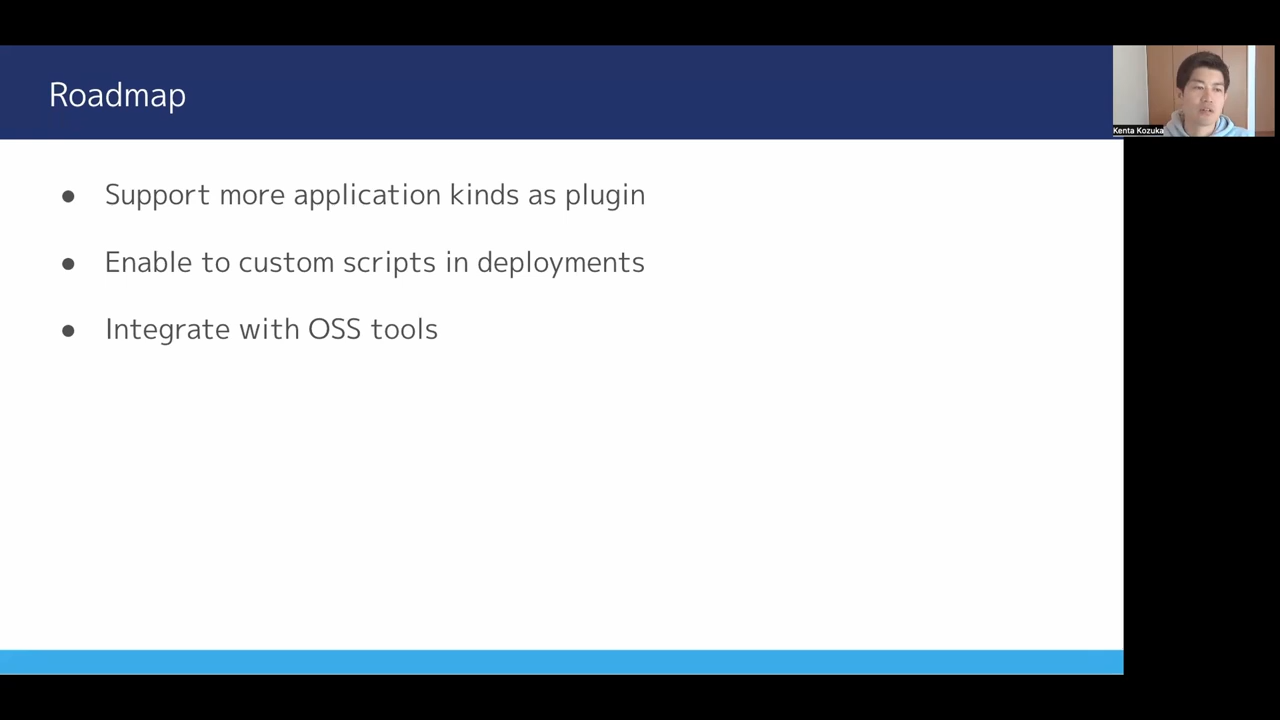 Roadmap
Kenta Kozuka
● Support more application kinds as plugin
● Enable to custom scripts in deployments
● Integrate with OSS tools